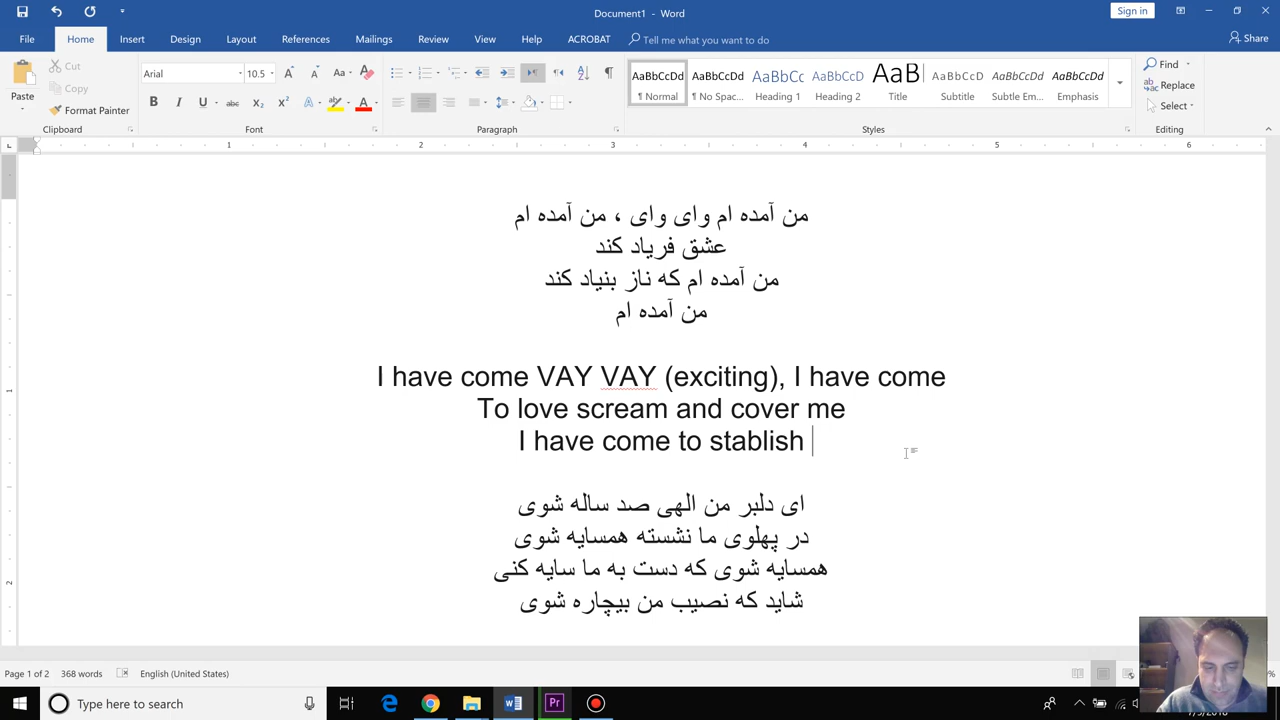 Document1 - Word
Sign in
File Home Insert Design Layout References Mailings Review View Help ACROBAT Tell me what you want to do Share
Paste
Cut
Copy
Format Painter
Clipboard
Arial 10.5
Font
Paragraph
AaBbCcDd AaBbCcDd AaBbCc AaBbCcD AaB AaBbCcD AaBbCcDd AaBbCcDd
¶ Normal ¶ No Spac... Heading 1 Heading 2 Title Subtitle Subtle Em... Emphasis
Styles
Find
Replace
Select
Editing
1 2 3 4 5 6
من آمده ام وای وای ، من آمده ام
عشق فریاد کند
من آمده ام که ناز بنیاد کند
من آمده ام
I have come VAY VAY (exciting), I have come
To love scream and cover me
I have come to stablish
ای دلبر من الهی صد ساله شوی
در پهلوی ما نشسته همسایه شوی
همسایه شوی که دست به ما سایه کنی
شاید که نصیب من بیچاره شوی
Page 1 of 2 368 words English (United States)
Type here to search